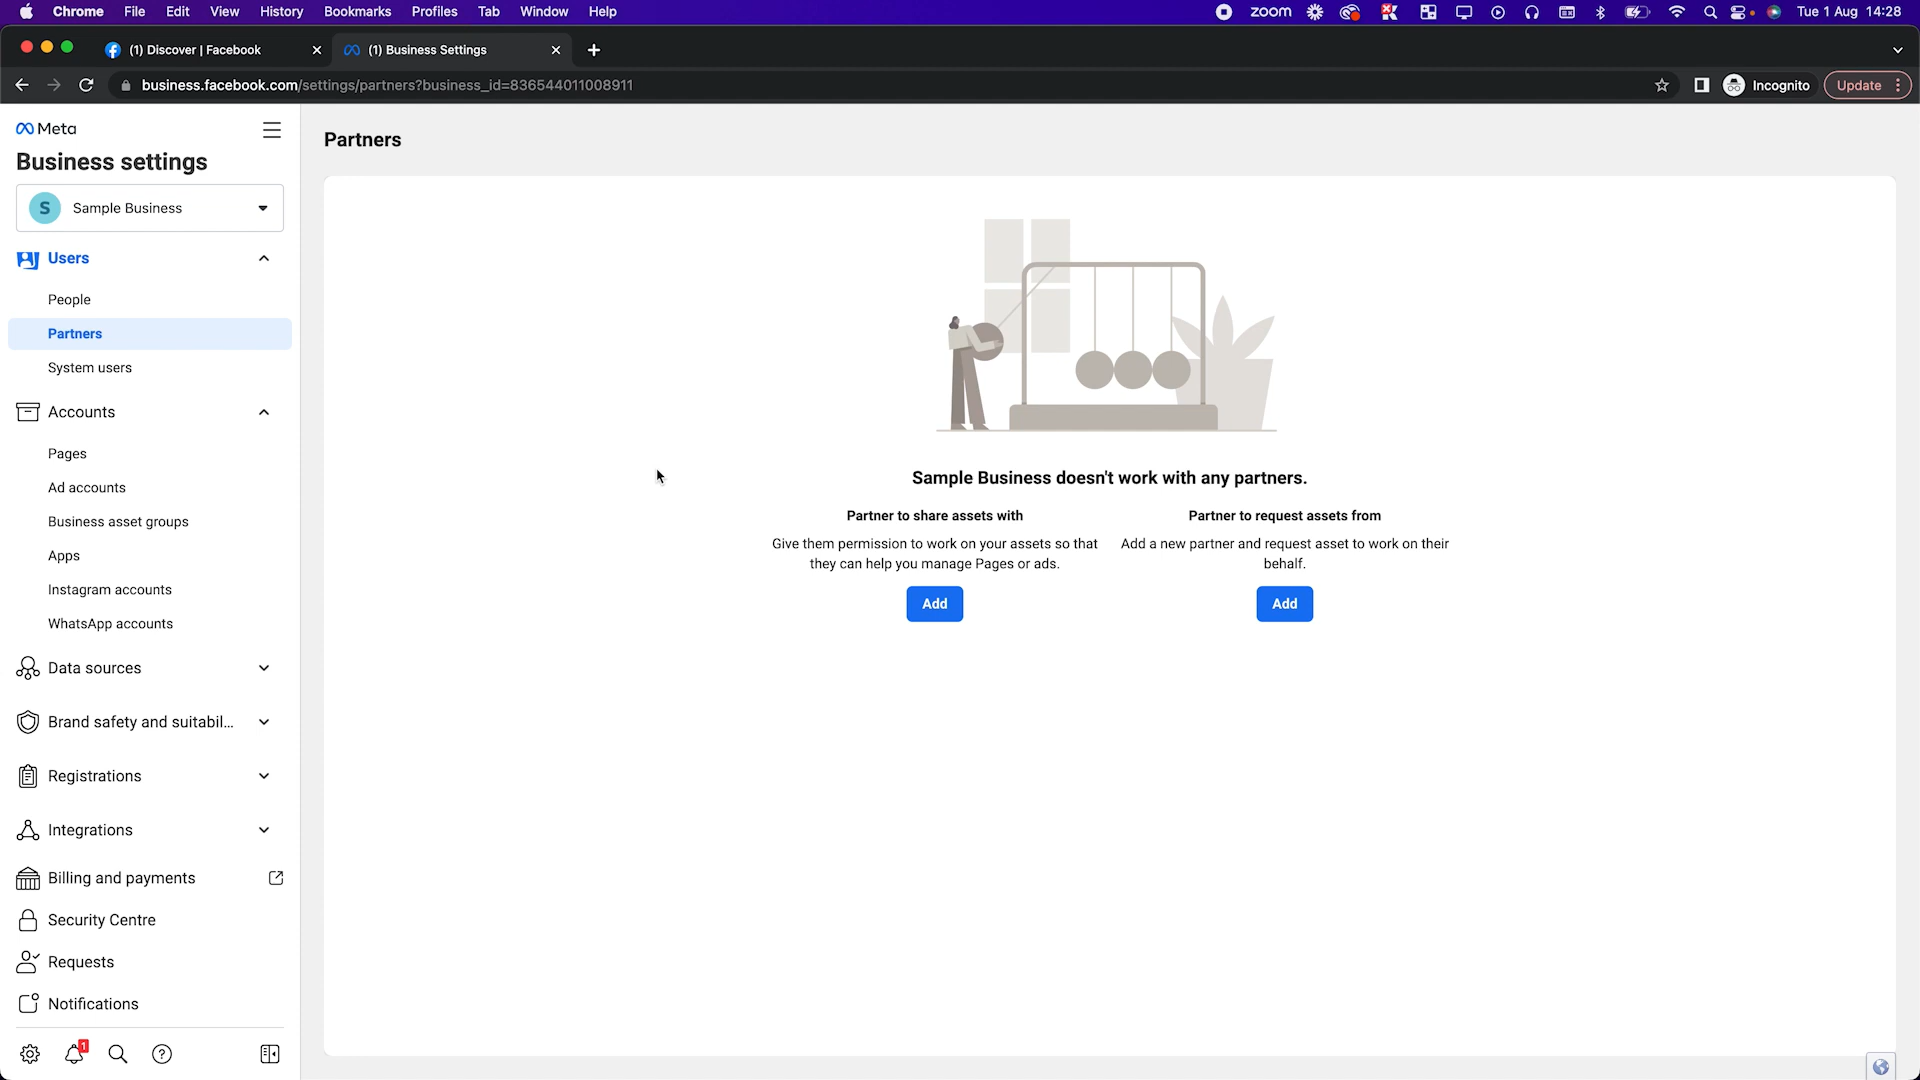 Chrome File Edit View History Bookmarks Profiles Tab Window Help zoom Tue 1 Aug 14:28
(1) Discover | Facebook (1) Business Settings
business.facebook.com/settings/partners?business_id=836544011008911 Incognito Update
Meta
Business settings
S Sample Business
Users
People
Partners
System users
Accounts
Pages
Ad accounts
Business asset groups
Apps
Instagram accounts
WhatsApp accounts
Data sources
Brand safety and suitabil...
Registrations
Integrations
Billing and payments
Security Centre
Requests
Notifications
1
Partners
Sample Business doesn't work with any partners.
Partner to share assets with
Give them permission to work on your assets so that
they can help you manage Pages or ads.
Add
Partner to request assets from
Add a new partner and request asset to work on their
behalf.
Add